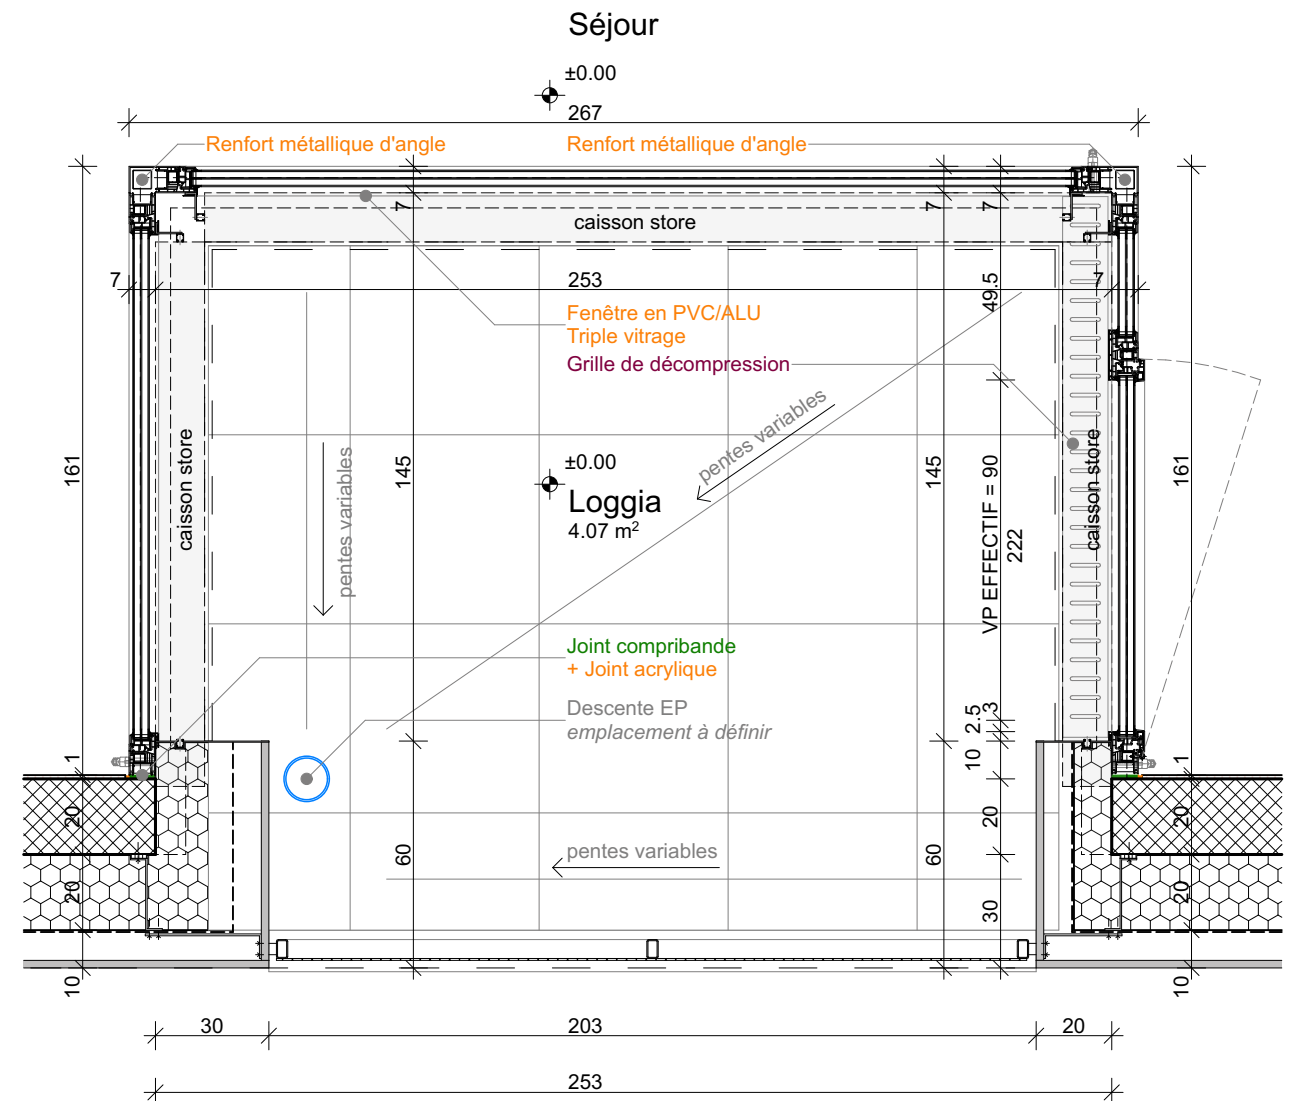 Séjour
±0.00
267
Renfort métallique d'angle
Renfort métallique d'angle
7
7
7
caisson store
7
253
7
49.5
Fenêtre en PVC/ALU
Triple vitrage
Grille de décompression
pentes variables
caisson store
pentes variables
caisson store
161
145
±0.00
Loggia
4.07 m²
145
VP EFFECTIF = 90
222
161
Joint compribande
+ Joint acrylique
Descente EP
emplacement à définir
3
2.5
10
1
1
20
20
20
60
pentes variables
60
20
30
20
10
10
30
203
20
253